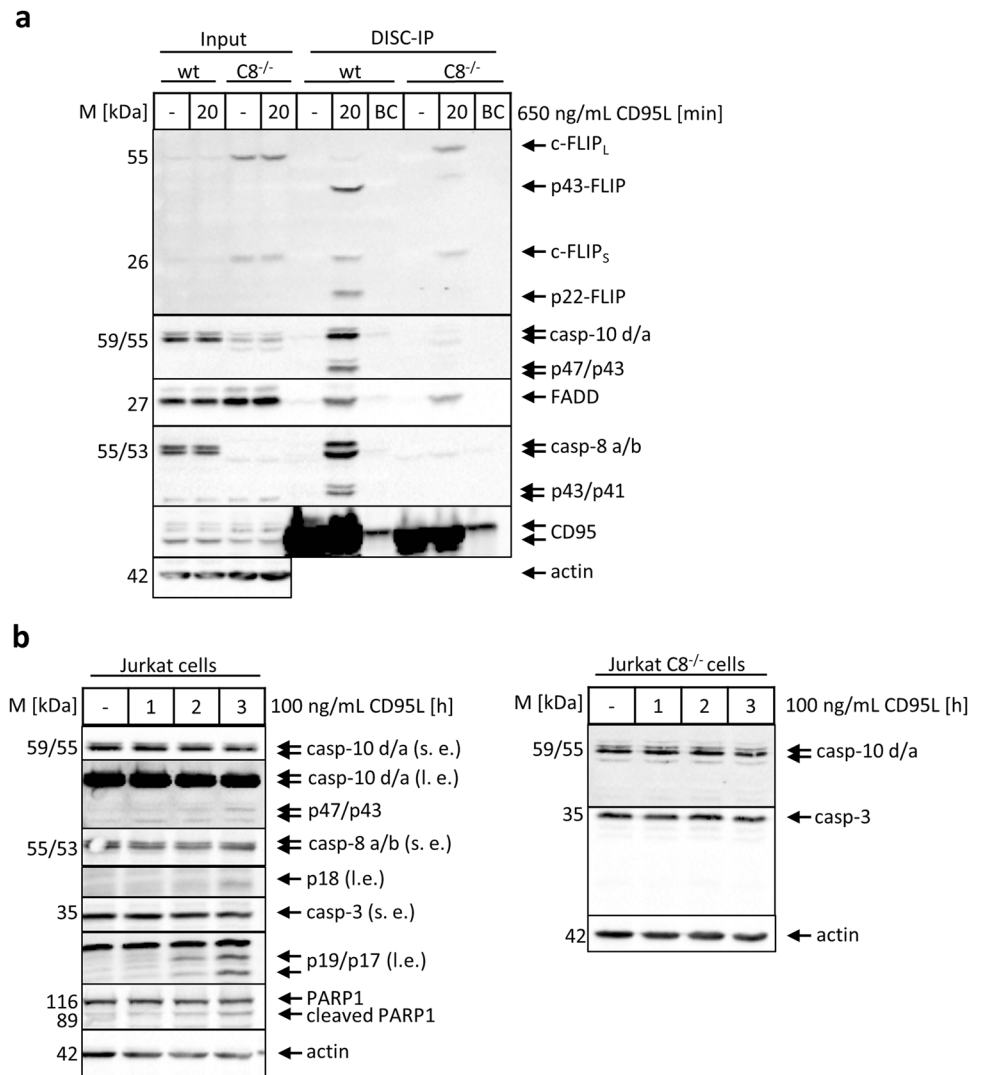 a
Input DISC-IP
wt C8-/- wt C8-/-
M [kDa] - 20 - 20 - 20 BC - 20 BC 650 ng/mL CD95L [min]
55 c-FLIPL
p43-FLIP
26 c-FLIPS
p22-FLIP
59/55 casp-10 d/a
p47/p43
27 FADD
55/53 casp-8 a/b
p43/p41
CD95
42 actin
b
Jurkat cells
M [kDa] - 1 2 3 100 ng/mL CD95L [h]
59/55 casp-10 d/a (s. e.)
casp-10 d/a (l. e.)
p47/p43
55/53 casp-8 a/b (s. e.)
p18 (l.e.)
35 casp-3 (s. e.)
p19/p17 (l.e.)
116 PARP1
89 cleaved PARP1
42 actin
Jurkat C8-/- cells
M [kDa] - 1 2 3 100 ng/mL CD95L [h]
59/55 casp-10 d/a
35 casp-3
42 actin